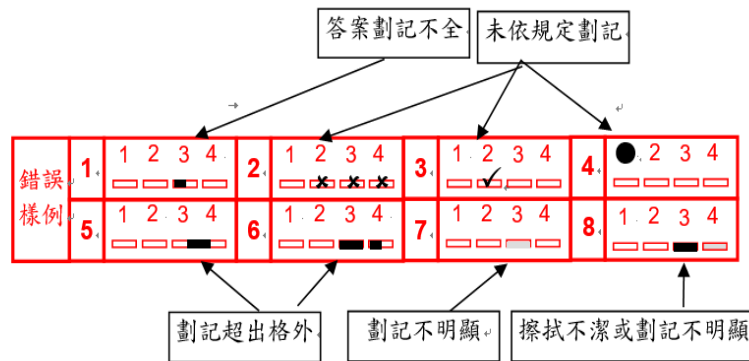 答案劃記不全
未依規定劃記
錯誤
樣例
1 1 2 3 4
2 1 2 3 4
3 1 2 3 4
4 2 3 4
5 1 2 3 4
6 1 2 3 4
7 1 2 3 4
8 1 2 3 4
劃記超出格外
劃記不明顯
擦拭不潔或劃記不明顯